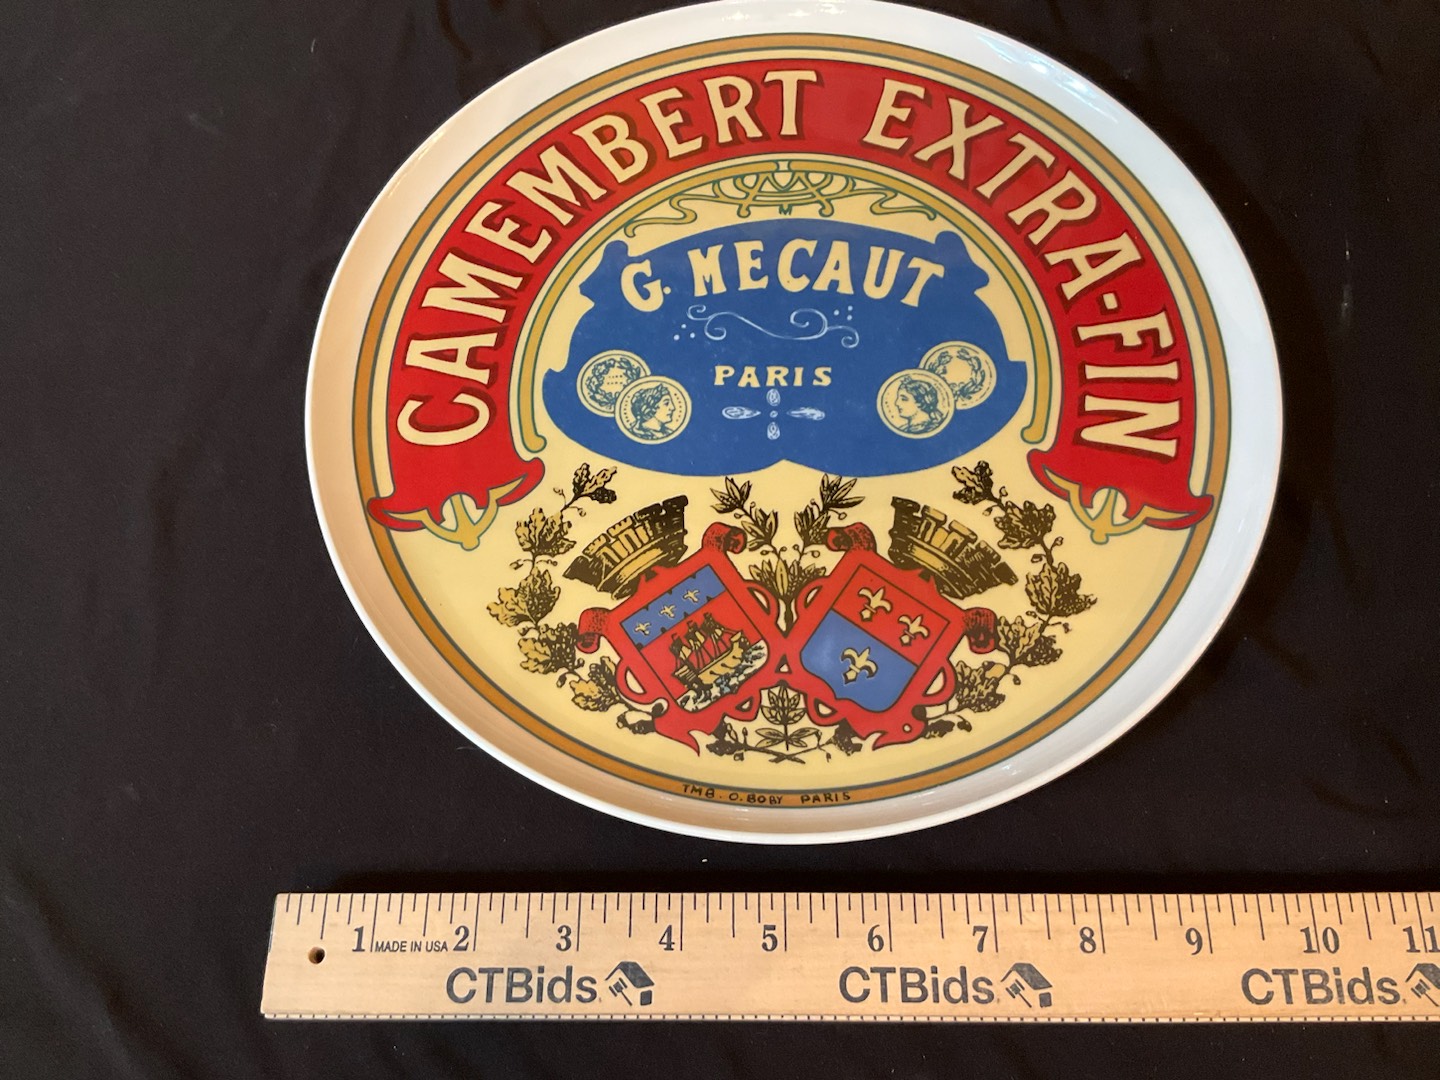 CAMEMBERT EXTRA-FIN
M
G. MECAUT
PARIS
TMB. O. BOBY PARIS
1 2 3 4 5 6 7 8 9 10 11
MADE IN USA
CTBids CTBids CTBids